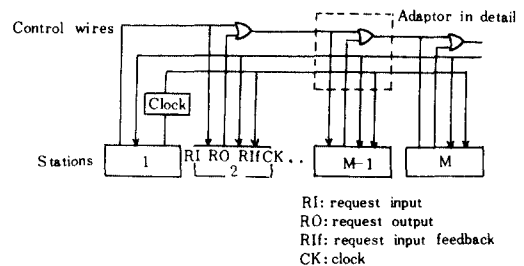 Adaptor in detail
Control wires
Clock
Stations
1
RI RO RIf CK ..
2
M-1
M
RI: request input
RO: request output
RIf: request input feedback
CK: clock